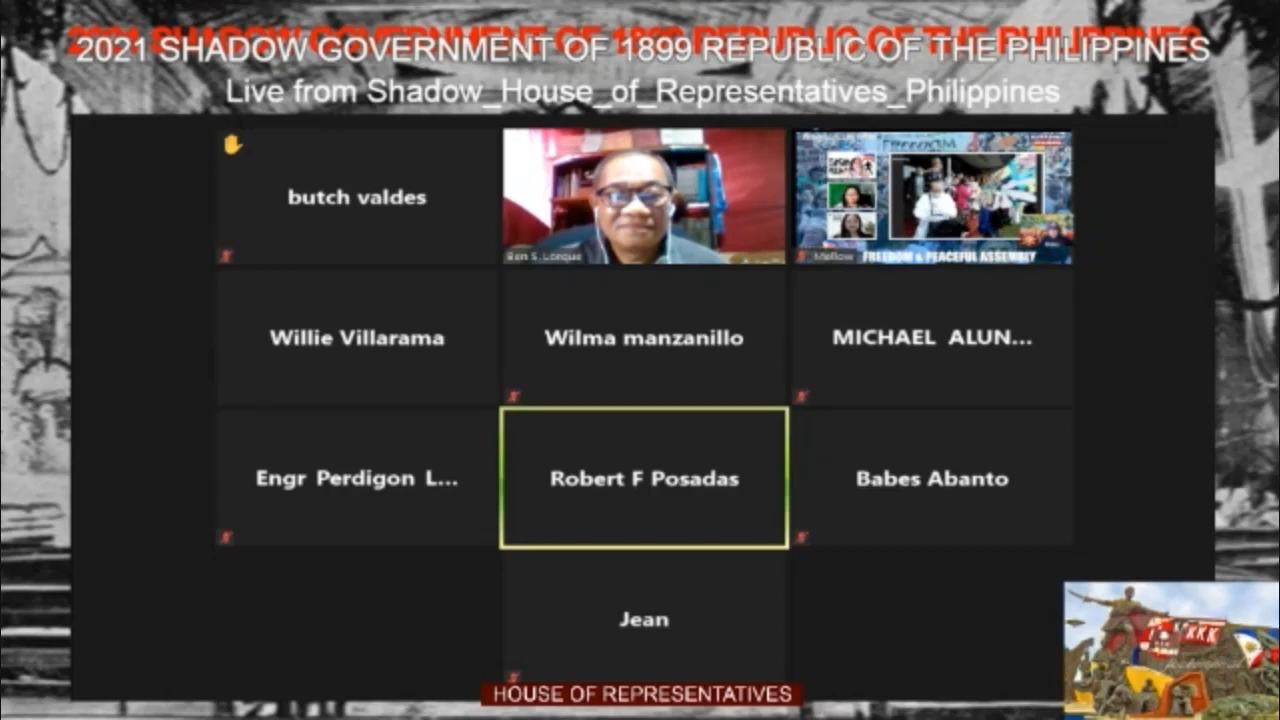 2021 SHADOW GOVERNMENT OF 1899 REPUBLIC OF THE PHILIPPINES
Live from Shadow_House_of_Representatives_Philippines
butch valdes
Ben S. Lorque
FREEDOM
Mellow
FREEDOM & PEACEFUL ASSEMBLY
Willie Villarama
Wilma manzanillo
MICHAEL ALUN...
Engr Perdigon L...
Robert F Posadas
Babes Abanto
Jean
KKK
HOUSE OF REPRESENTATIVES